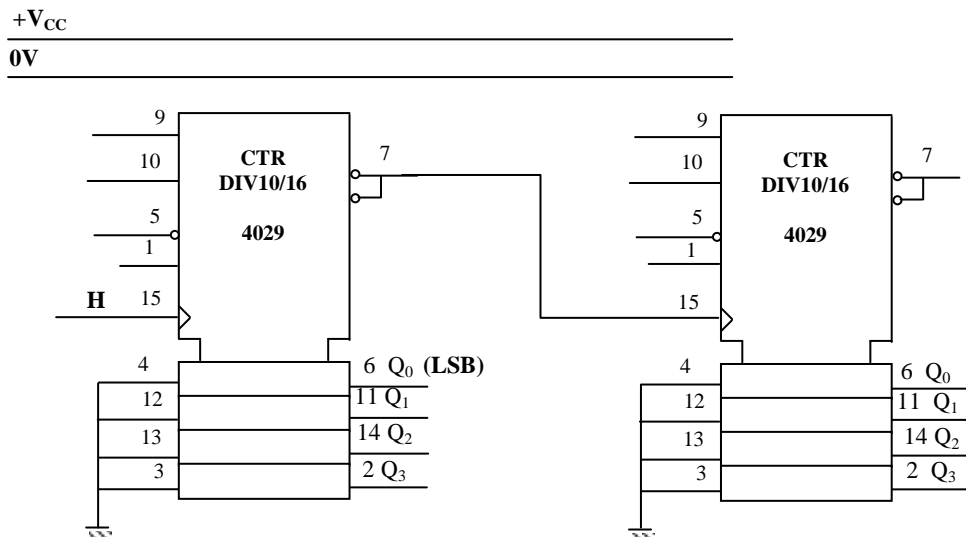 +V_CC
0V
9
10
5
1
H 15
CTR
DIV10/16
4029
7
4
12
13
3
6 Q₀ (LSB)
11 Q₁
14 Q₂
2 Q₃
9
10
5
1
15
CTR
DIV10/16
4029
7
4
12
13
3
6 Q₀
11 Q₁
14 Q₂
2 Q₃